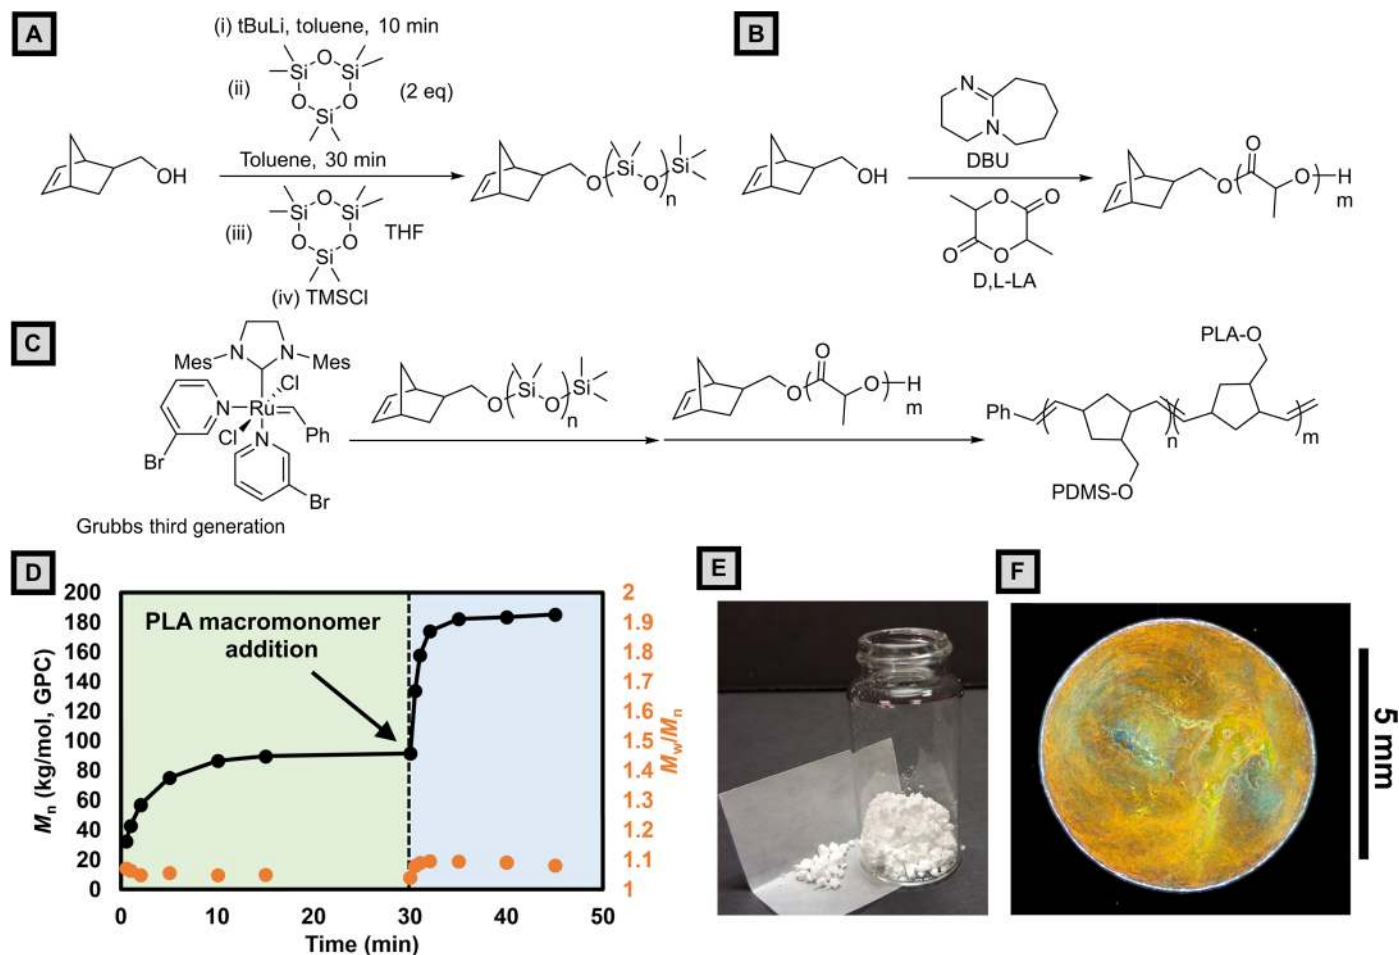 A
(i) tBuLi, toluene, 10 min
(ii)
O
Si
Si
O
O
Si
(2 eq)
OH
Toluene, 30 min
(iii)
Si
O
Si
O
O
Si
THF
(iv) TMSCl
O
Si
O
Si
n
B
OH
N
N
DBU
O
O
O
O
D,L-LA
O
O
O
H
m
C
Mes
N
N
Mes
Cl
N
Ru
Cl
Ph
Br
N
Br
Grubbs third generation
O
Si
O
Si
n
O
O
O
H
m
PLA-O
Ph
n
m
PDMS-O
D
PLA macromonomer
addition
Mn (kg/mol, GPC)
200
180
160
140
120
100
80
60
40
20
0
2
1.9
1.8
1.7
1.6
1.5
1.4
1.3
1.2
1.1
1
Mw/Mn
0
10
20
30
40
50
Time (min)
E
F
5 mm